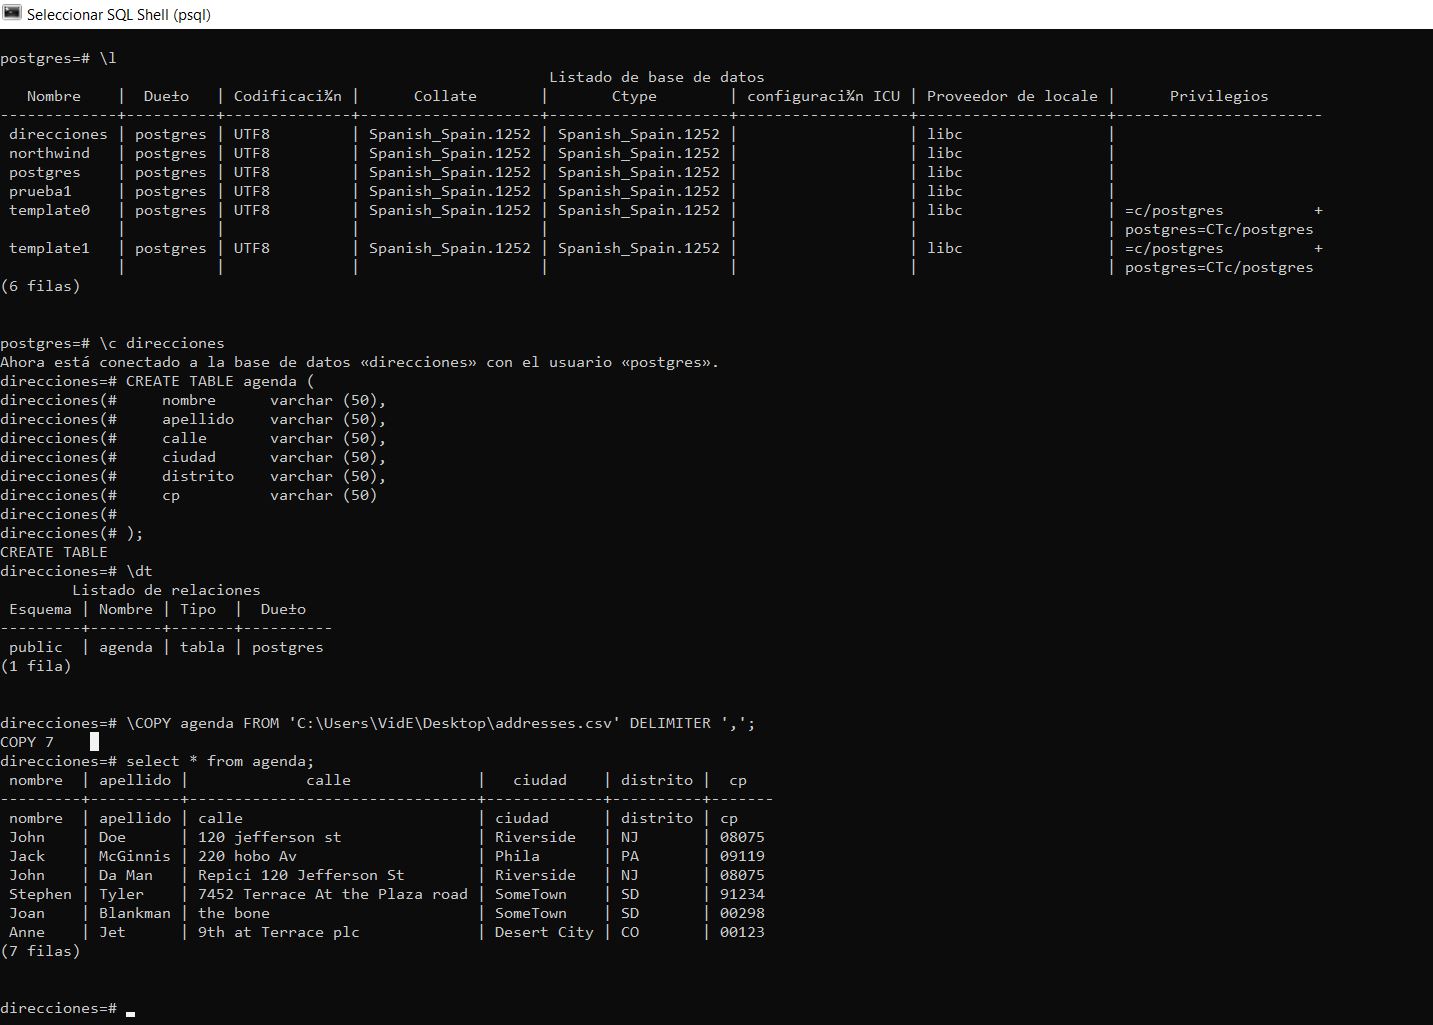 Seleccionar SQL Shell (psql)
postgres=# \l
                                                             Listado de base de datos
   Nombre    |  Due±o   | Codificaci¾n |      Collate       |       Ctype        | configuraci¾n ICU | Proveedor de locale |      Privilegios
-------------+----------+--------------+--------------------+--------------------+-------------------+---------------------+-----------------------
 direcciones | postgres | UTF8         | Spanish_Spain.1252 | Spanish_Spain.1252 |                   | libc                |
 northwind   | postgres | UTF8         | Spanish_Spain.1252 | Spanish_Spain.1252 |                   | libc                |
 postgres    | postgres | UTF8         | Spanish_Spain.1252 | Spanish_Spain.1252 |                   | libc                |
 prueba1     | postgres | UTF8         | Spanish_Spain.1252 | Spanish_Spain.1252 |                   | libc                |
 template0   | postgres | UTF8         | Spanish_Spain.1252 | Spanish_Spain.1252 |                   | libc                | =c/postgres          +
             |          |              |                    |                    |                   |                     | postgres=CTc/postgres
 template1   | postgres | UTF8         | Spanish_Spain.1252 | Spanish_Spain.1252 |                   | libc                | =c/postgres          +
             |          |              |                    |                    |                   |                     | postgres=CTc/postgres
(6 filas)
postgres=# \c direcciones
Ahora está conectado a la base de datos «direcciones» con el usuario «postgres».
direcciones=# CREATE TABLE agenda (
direcciones(#     nombre      varchar (50),
direcciones(#     apellido    varchar (50),
direcciones(#     calle       varchar (50),
direcciones(#     ciudad      varchar (50),
direcciones(#     distrito    varchar (50),
direcciones(#     cp          varchar (50)
direcciones(#
direcciones(# );
CREATE TABLE
direcciones=# \dt
        Listado de relaciones
 Esquema | Nombre | Tipo  |  Due±o
---------+--------+-------+----------
 public  | agenda | tabla | postgres
(1 fila)
direcciones=# \COPY agenda FROM 'C:\Users\VidE\Desktop\addresses.csv' DELIMITER ',';
COPY 7
direcciones=# select * from agenda;
 nombre  | apellido |             calle              |   ciudad    | distrito |  cp
---------+----------+--------------------------------+-------------+----------+-------
 nombre  | apellido | calle                          | ciudad      | distrito | cp
 John    | Doe      | 120 jefferson st               | Riverside   | NJ       | 08075
 Jack    | McGinnis | 220 hobo Av                    | Phila       | PA       | 09119
 John    | Da Man   | Repici 120 Jefferson St        | Riverside   | NJ       | 08075
 Stephen | Tyler    | 7452 Terrace At the Plaza road | SomeTown    | SD       | 91234
 Joan    | Blankman | the bone                       | SomeTown    | SD       | 00298
 Anne    | Jet      | 9th at Terrace plc             | Desert City | CO       | 00123
(7 filas)
direcciones=#